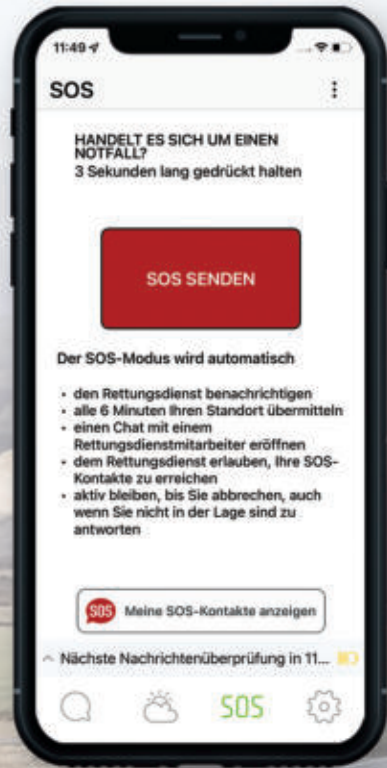 11:49
SOS
HANDELT ES SICH UM EINEN
NOTFALL?
3 Sekunden lang gedrückt halten
SOS SENDEN
Der SOS-Modus wird automatisch
• den Rettungsdienst benachrichtigen
• alle 6 Minuten Ihren Standort übermitteln
• einen Chat mit einem
Rettungsdienstmitarbeiter eröffnen
• dem Rettungsdienst erlauben, Ihre SOS-
Kontakte zu erreichen
• aktiv bleiben, bis Sie abbrechen, auch
wenn Sie nicht in der Lage sind zu
antworten
SOS Meine SOS-Kontakte anzeigen
Nächste Nachrichtenüberprüfung in 11...
SOS